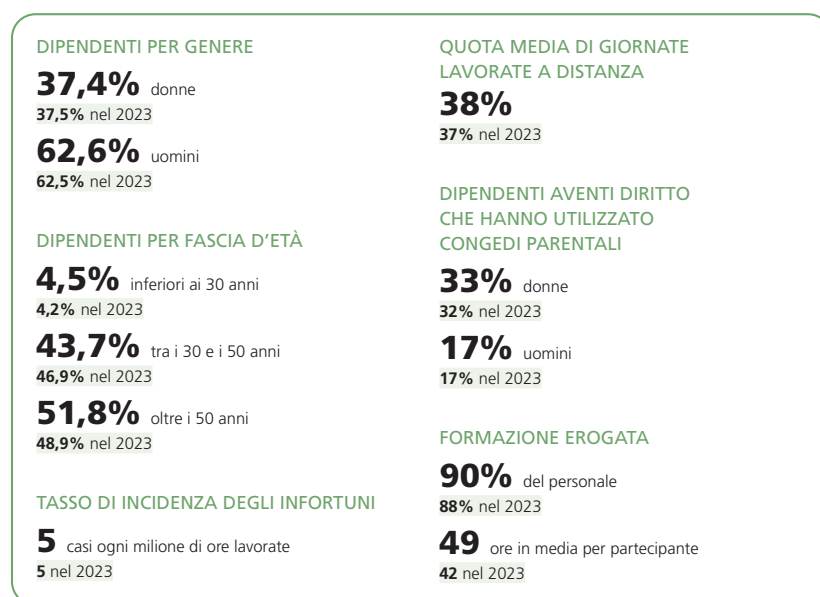 DIPENDENTI PER GENERE
37,4% donne
37,5% nel 2023
62,6% uomini
62,5% nel 2023
DIPENDENTI PER FASCIA D'ETÀ
4,5% inferiori ai 30 anni
4,2% nel 2023
43,7% tra i 30 e i 50 anni
46,9% nel 2023
51,8% oltre i 50 anni
48,9% nel 2023
TASSO DI INCIDENZA DEGLI INFORTUNI
5 casi ogni milione di ore lavorate
5 nel 2023
QUOTA MEDIA DI GIORNATE
LAVORATE A DISTANZA
38%
37% nel 2023
DIPENDENTI AVENTI DIRITTO
CHE HANNO UTILIZZATO
CONGEDI PARENTALI
33% donne
32% nel 2023
17% uomini
17% nel 2023
FORMAZIONE EROGATA
90% del personale
88% nel 2023
49 ore in media per partecipante
42 nel 2023